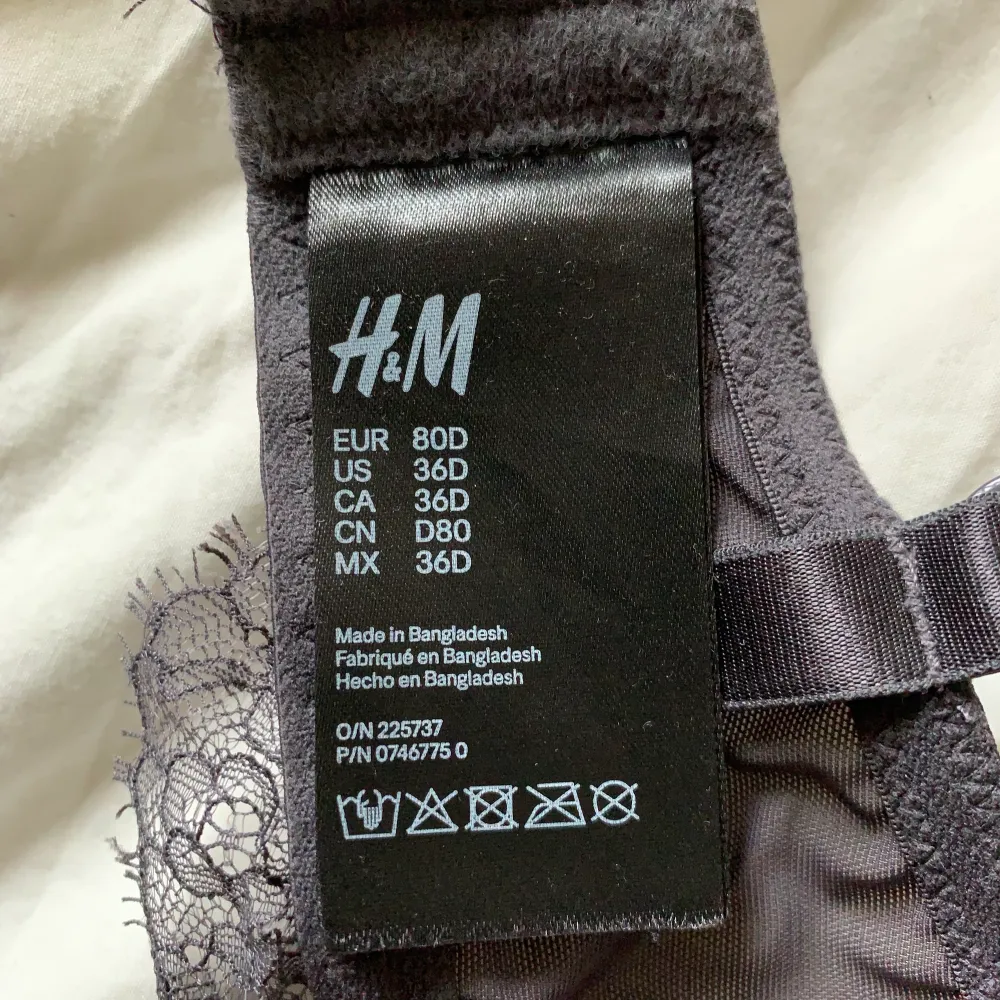 H&M
EUR 80D
US 36D
CA 36D
CN D80
MX 36D
Made in Bangladesh
Fabriqué en Bangladesh
Hecho en Bangladesh
O/N 225737
P/N 0746775 0